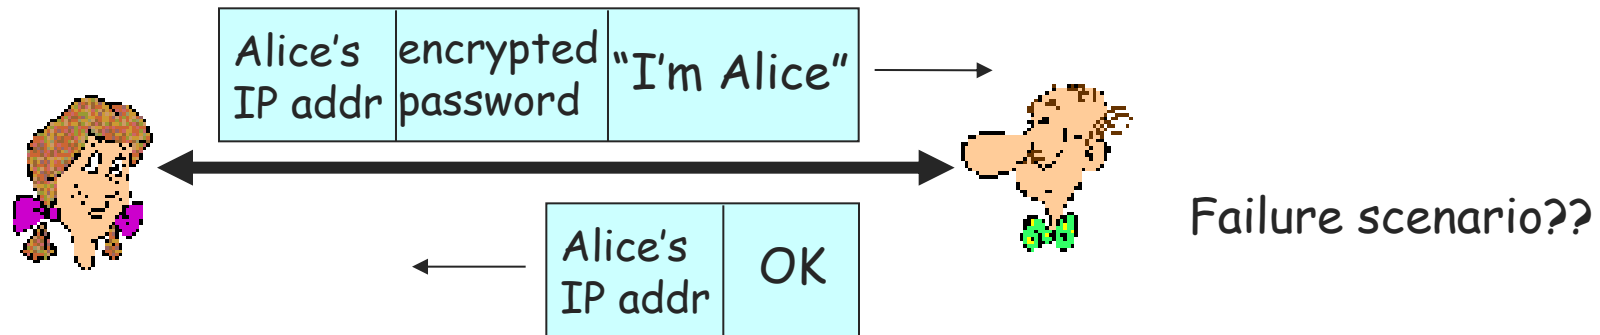 Alice’s
IP addr
encrypted
password
“I’m Alice”
Alice’s
IP addr
OK
Failure scenario??